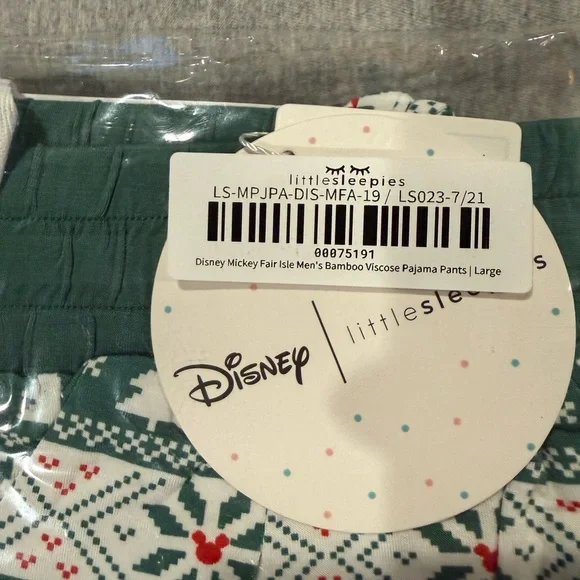 littlesleepies
LS-MPJPA-DIS-MFA-19 / LS023-7/21
00075191
Disney Mickey Fair Isle Men's Bamboo Viscose Pajama Pants | Large
Disney | littlesleepies